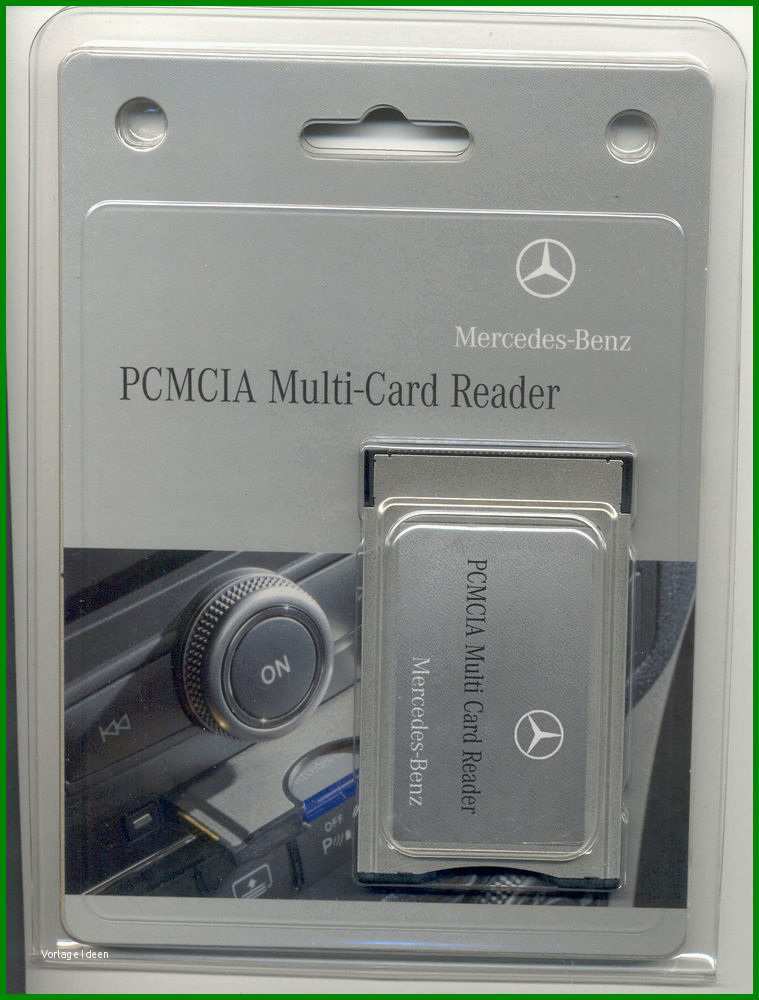 Mercedes-Benz
PCMCIA Multi-Card Reader
PCMCIA Multi Card Reader
Mercedes-Benz
ON
OFF
P
Vorlage Ideen